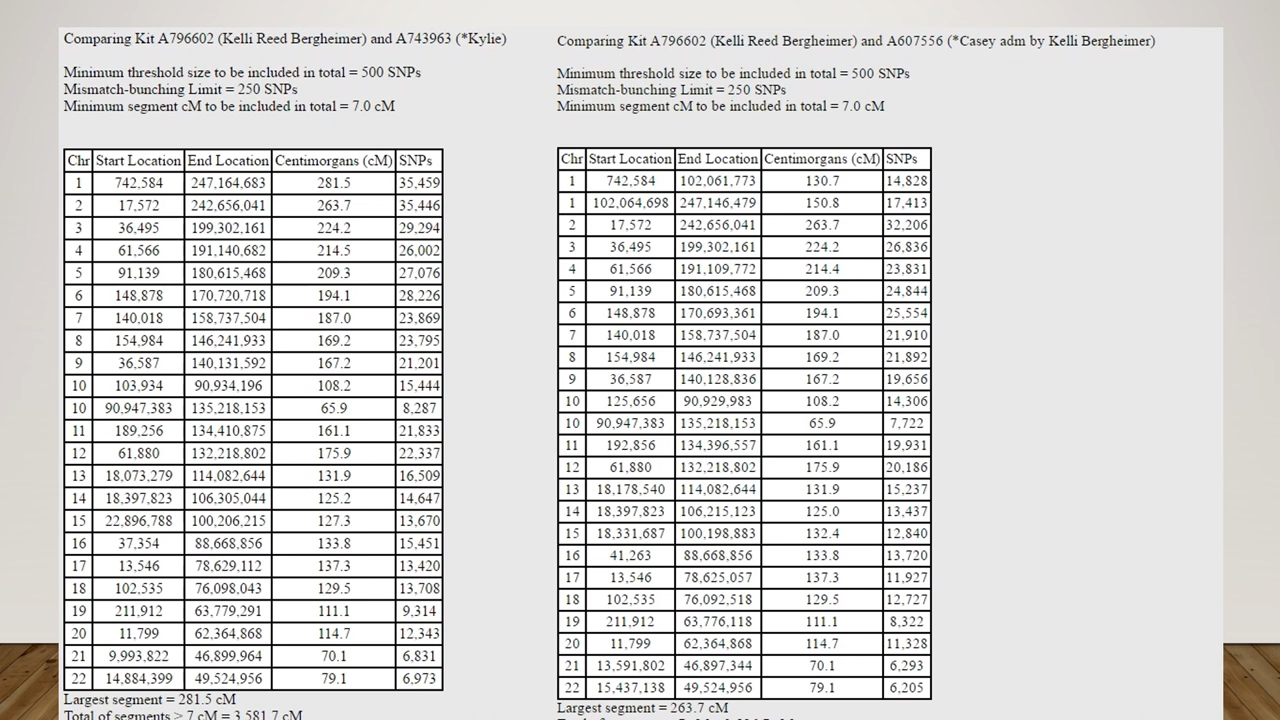 Comparing Kit A796602 (Kelli Reed Bergheimer) and A743963 (*Kylie)
Minimum threshold size to be included in total = 500 SNPs
Mismatch-bunching Limit = 250 SNPs
Minimum segment cM to be included in total = 7.0 cM
Chr Start Location End Location Centimorgans (cM) SNPs
1 742,584 247,164,683 281.5 35,459
2 17,572 242,656,041 263.7 35,446
3 36,495 199,302,161 224.2 29,294
4 61,566 191,140,682 214.5 26,002
5 91,139 180,615,468 209.3 27,076
6 148,878 170,720,718 194.1 28,226
7 140,018 158,737,504 187.0 23,869
8 154,984 146,241,933 169.2 23,795
9 36,587 140,131,592 167.2 21,201
10 103,934 90,934,196 108.2 15,444
10 90,947,383 135,218,153 65.9 8,287
11 189,256 134,410,875 161.1 21,833
12 61,880 132,218,802 175.9 22,337
13 18,073,279 114,082,644 131.9 16,509
14 18,397,823 106,305,044 125.2 14,647
15 22,896,788 100,206,215 127.3 13,670
16 37,354 88,668,856 133.8 15,451
17 13,546 78,629,112 137.3 13,420
18 102,535 76,098,043 129.5 13,708
19 211,912 63,779,291 111.1 9,314
20 11,799 62,364,868 114.7 12,343
21 9,993,822 46,899,964 70.1 6,831
22 14,884,399 49,524,956 79.1 6,973
Largest segment = 281.5 cM
Total of segments > 7 cM = 3,581.7 cM
Comparing Kit A796602 (Kelli Reed Bergheimer) and A607556 (*Casey adm by Kelli Bergheimer)
Minimum threshold size to be included in total = 500 SNPs
Mismatch-bunching Limit = 250 SNPs
Minimum segment cM to be included in total = 7.0 cM
Chr Start Location End Location Centimorgans (cM) SNPs
1 742,584 102,061,773 130.7 14,828
1 102,064,698 247,146,479 150.8 17,413
2 17,572 242,656,041 263.7 32,206
3 36,495 199,302,161 224.2 26,836
4 61,566 191,109,772 214.4 23,831
5 91,139 180,615,468 209.3 24,844
6 148,878 170,693,361 194.1 25,554
7 140,018 158,737,504 187.0 21,910
8 154,984 146,241,933 169.2 21,892
9 36,587 140,128,836 167.2 19,656
10 125,656 90,929,983 108.2 14,306
10 90,947,383 135,218,153 65.9 7,722
11 192,856 134,396,557 161.1 19,931
12 61,880 132,218,802 175.9 20,186
13 18,178,540 114,082,644 131.9 15,237
14 18,397,823 106,215,123 125.0 13,437
15 18,331,687 100,198,883 132.4 12,840
16 41,263 88,668,856 133.8 13,720
17 13,546 78,625,057 137.3 11,927
18 102,535 76,092,518 129.5 12,727
19 211,912 63,776,118 111.1 8,322
20 11,799 62,364,868 114.7 11,328
21 13,591,802 46,897,344 70.1 6,293
22 15,437,138 49,524,956 79.1 6,205
Largest segment = 263.7 cM